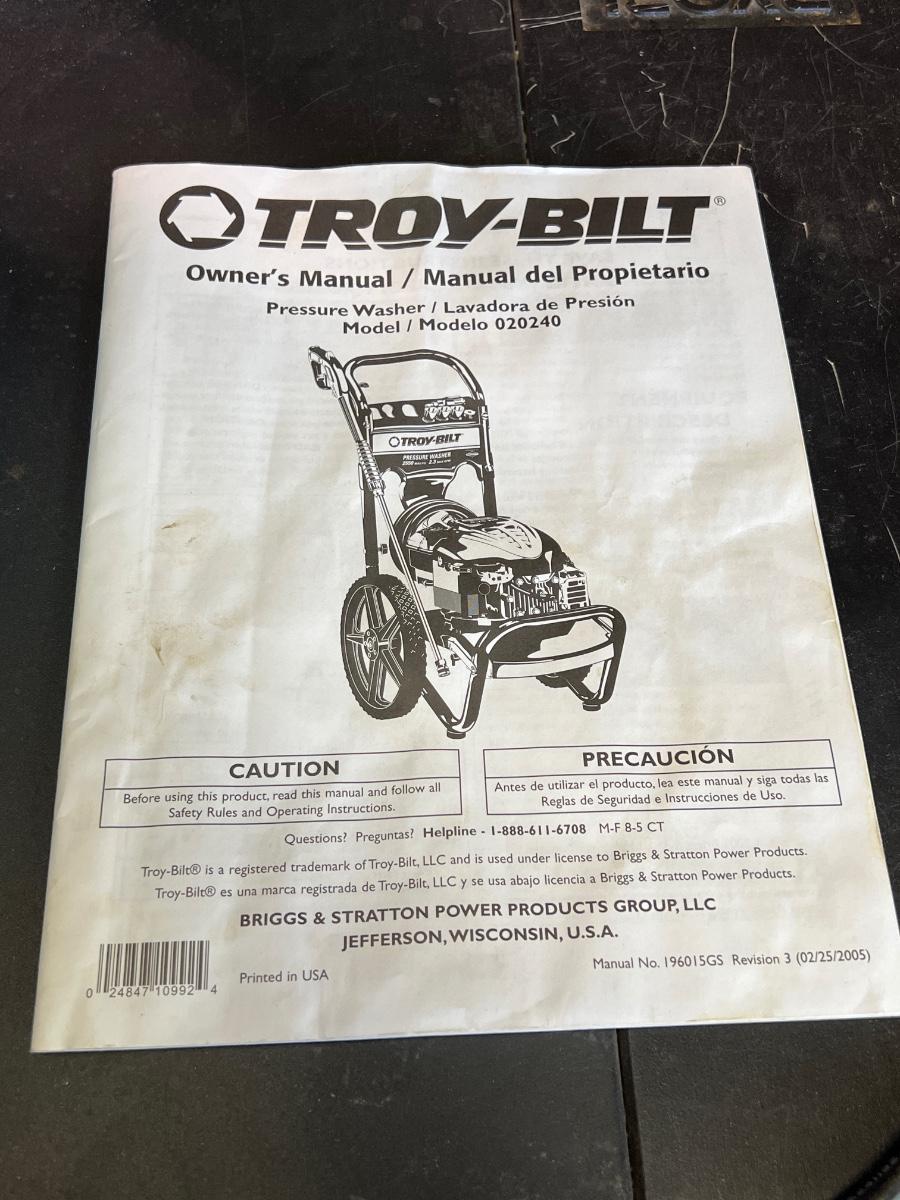 TROY-BILT®
Owner's Manual / Manual del Propietario
Pressure Washer / Lavadora de Presión
Model / Modelo 020240
TROY-BILT
PRESSURE WASHER
CAUTION
Before using this product, read this manual and follow all
Safety Rules and Operating Instructions.
PRECAUCIÓN
Antes de utilizar el producto, lea este manual y siga todas las
Reglas de Seguridad e Instrucciones de Uso.
Questions? Preguntas? Helpline - 1-888-611-6708 M-F 8-5 CT
Troy-Bilt® is a registered trademark of Troy-Bilt, LLC and is used under license to Briggs & Stratton Power Products.
Troy-Bilt® es una marca registrada de Troy-Bilt, LLC y se usa abajo licencia a Briggs & Stratton Power Products.
BRIGGS & STRATTON POWER PRODUCTS GROUP, LLC
JEFFERSON, WISCONSIN, U.S.A.
0 24847 10992 4
Printed in USA
Manual No. 196015GS Revision 3 (02/25/2005)